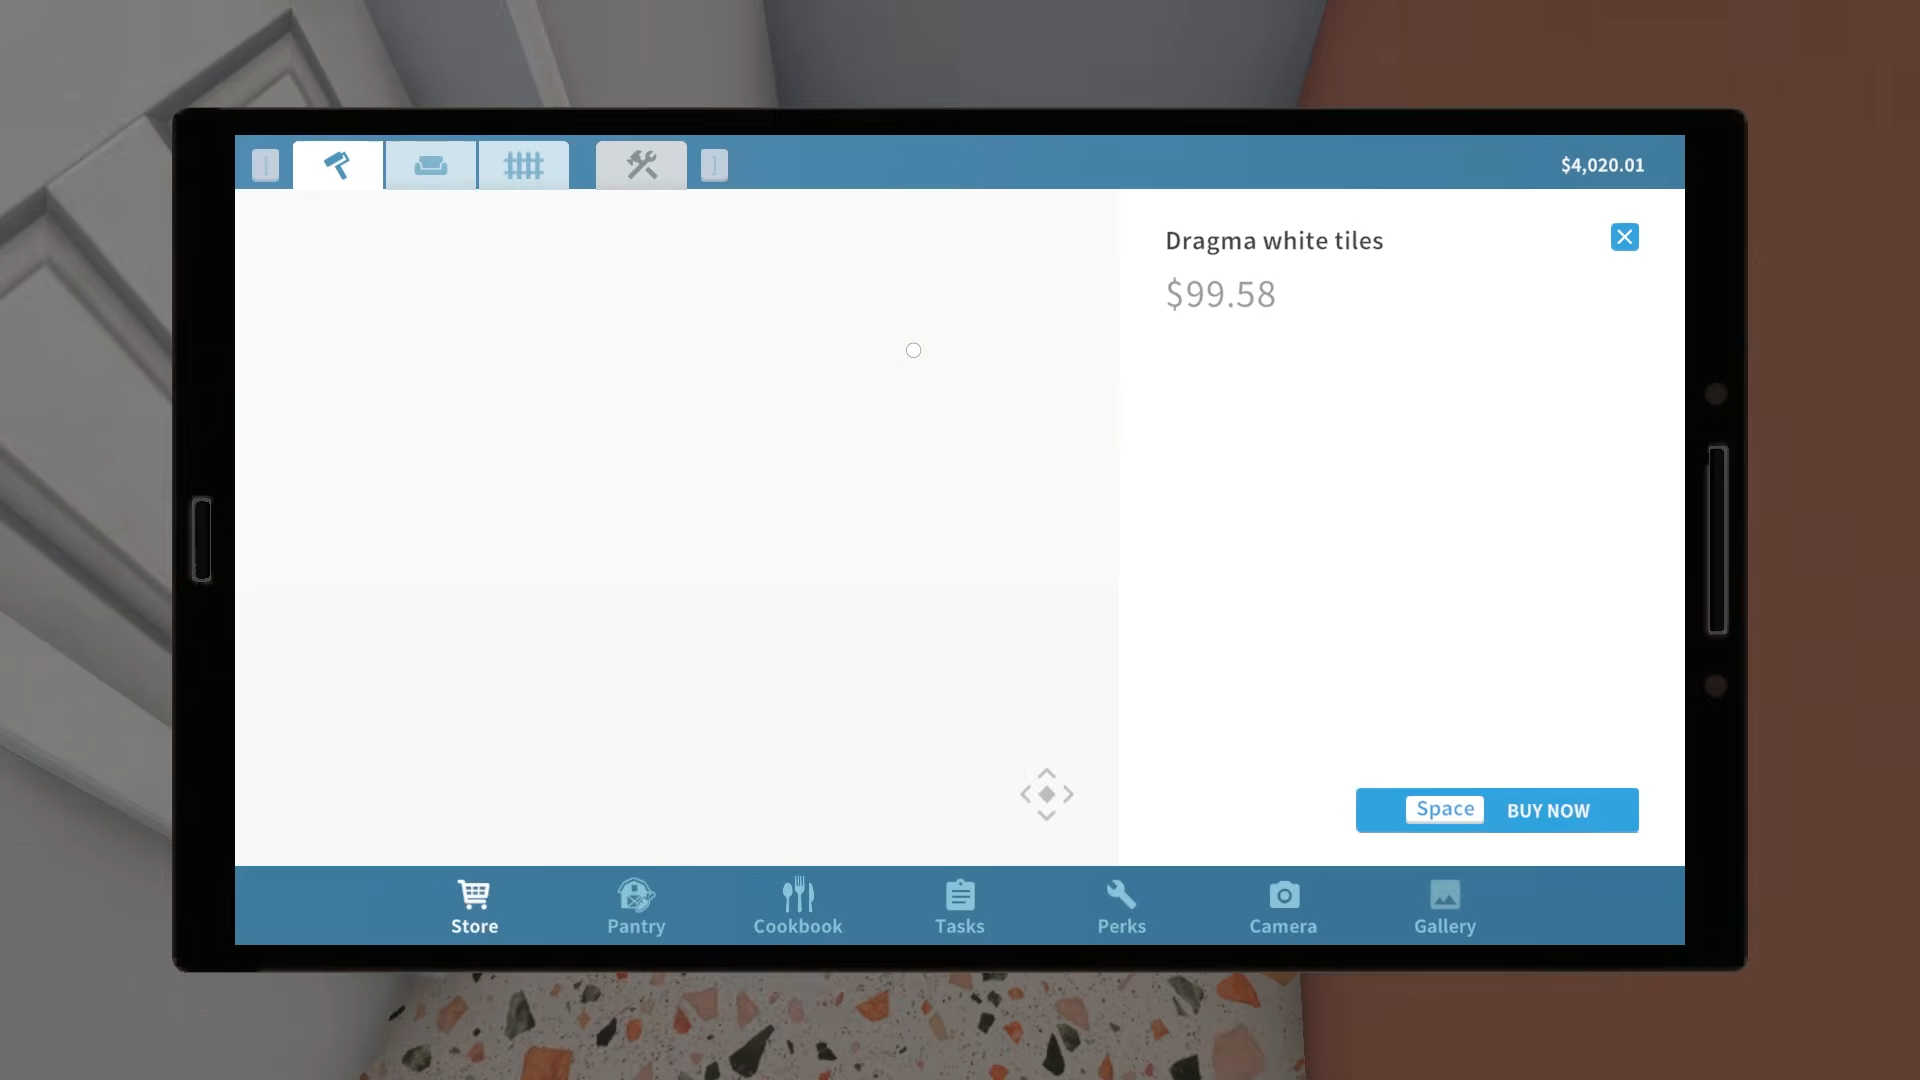 [
]
$4,020.01
Dragma white tiles
$99.58
Space BUY NOW
Store
Pantry
Cookbook
Tasks
Perks
Camera
Gallery